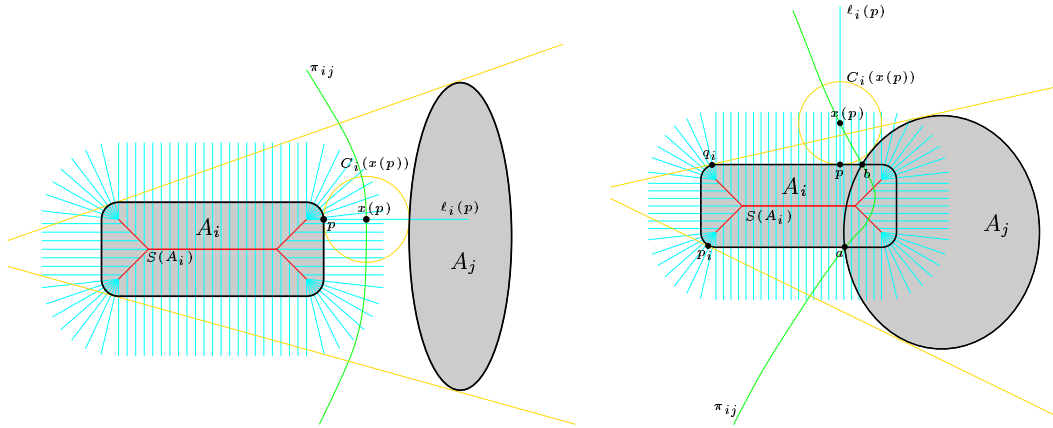 π_ij
C_i(x(p))
x(p)
ℓ_i(p)
p
A_i
S(A_i)
A_j
ℓ_i(p)
C_i(x(p))
x(p)
q_i
p
b
A_i
S(A_i)
A_j
p_i
a
π_ij